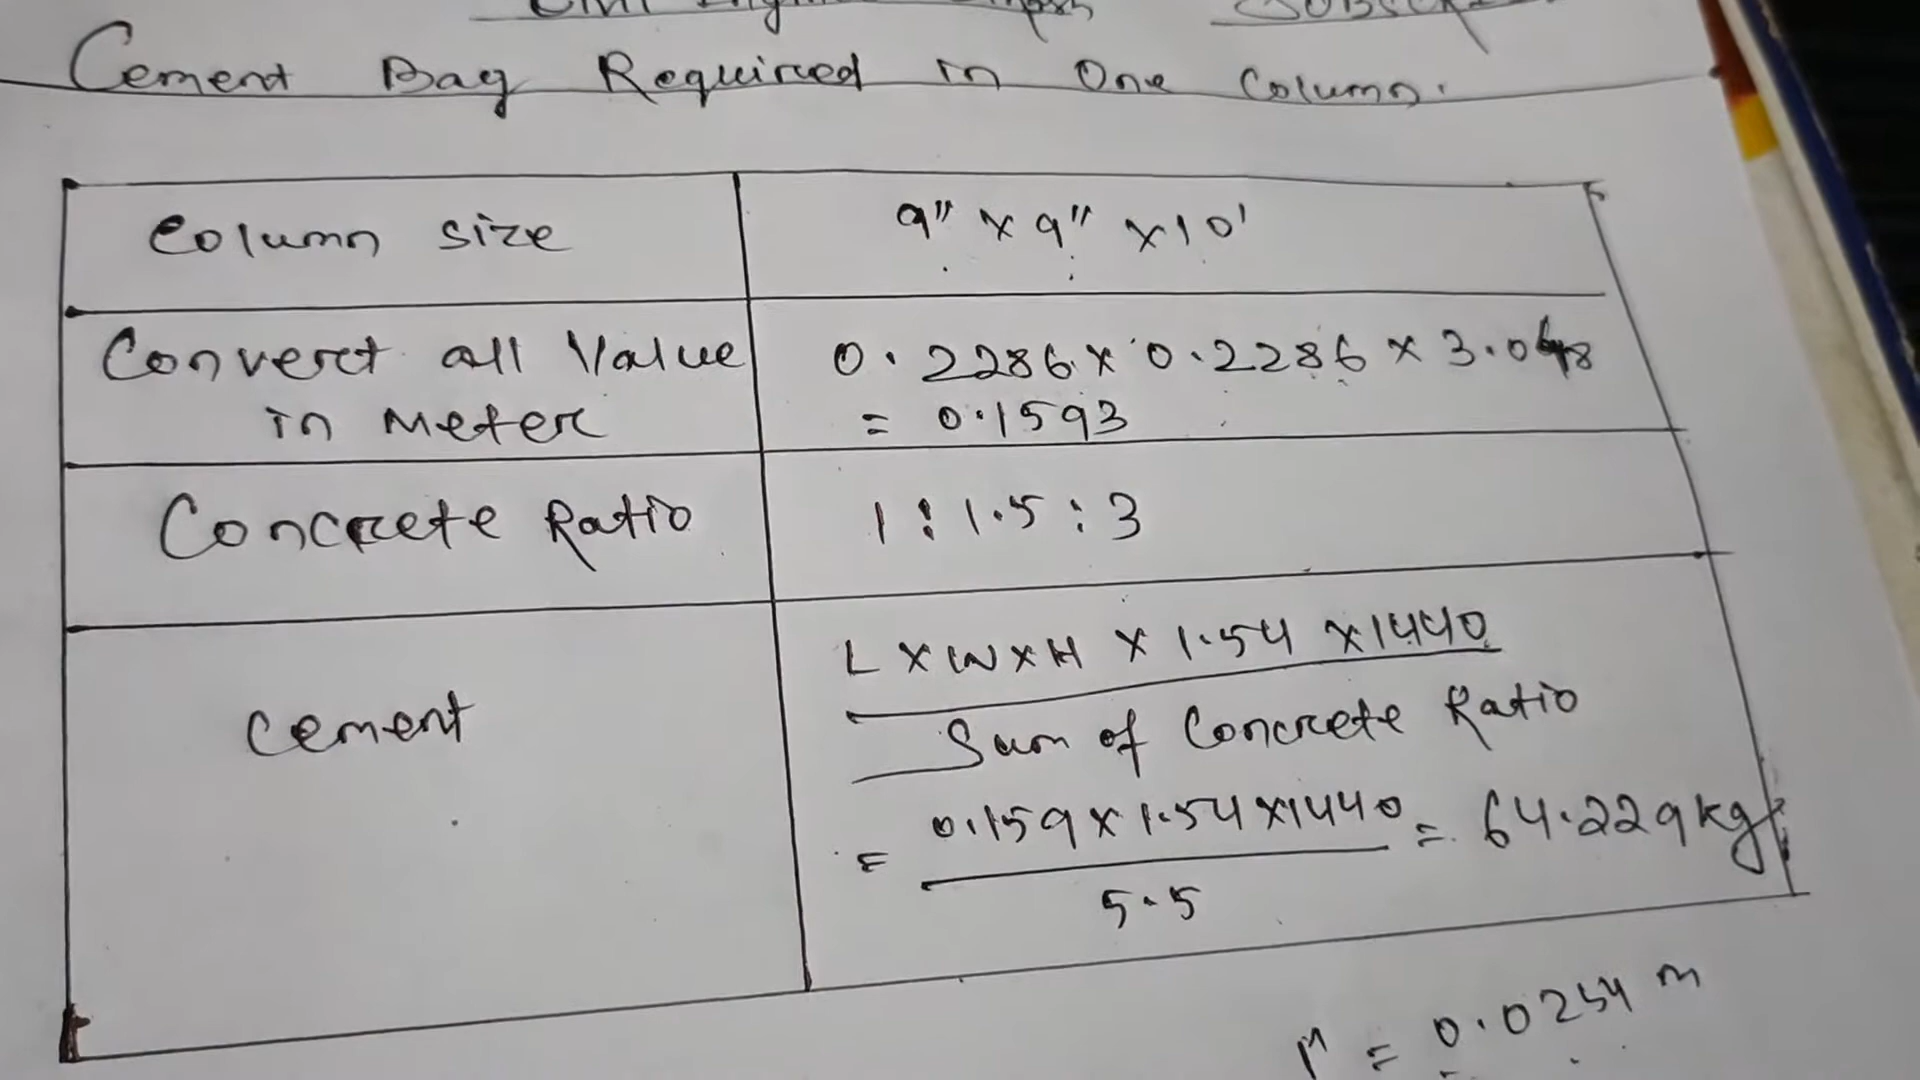 Cement Bag Required in One Column.
Column size
9" x 9" x 10'
Convert all Value in Meter
0.2286 x 0.2286 x 3.048
= 0.1593
Concrete Ratio
1 : 1.5 : 3
Cement
L x W x H x 1.54 x 1440
Sum of Concrete Ratio
= 0.159 x 1.54 x 1440 = 64.229 kg
5.5
1" = 0.0254 m